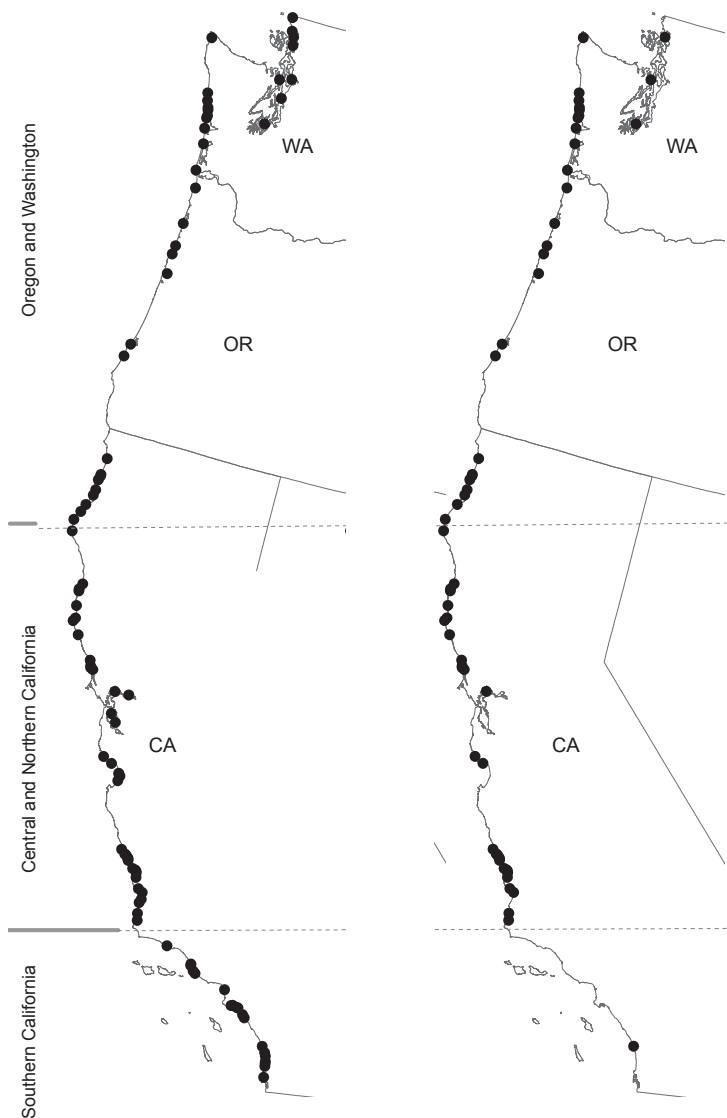 Oregon and Washington
WA
WA
OR
OR
Central and Northern California
CA
CA
Southern California